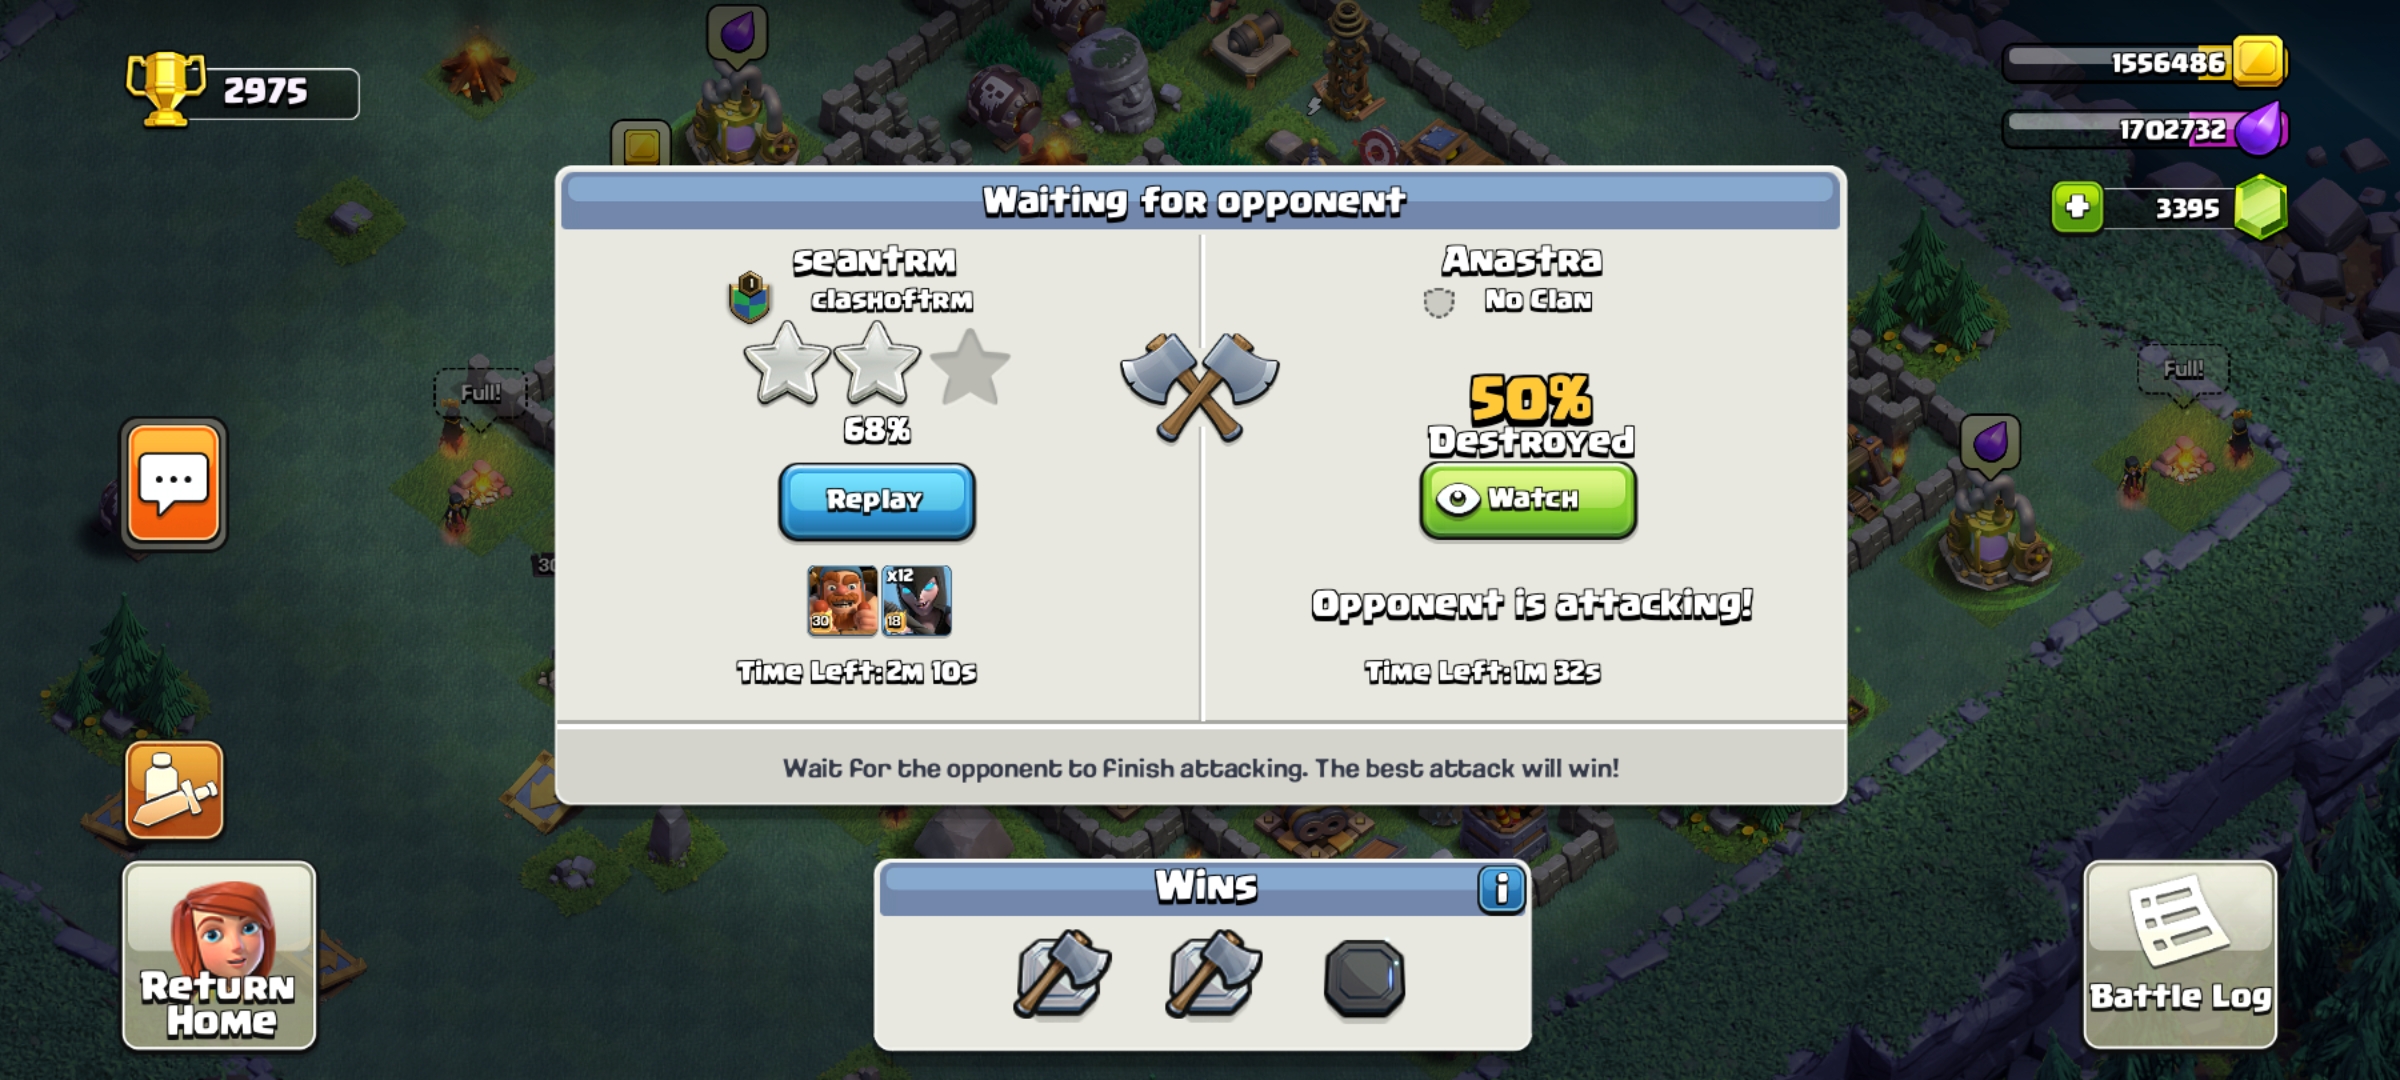 2975
1556486
1702732
3395
Waiting for opponent
seantrm
clashoftrm
68%
Replay
x12
30
18
Time Left: 2m 10s
Anastra
No Clan
50%
Destroyed
Watch
Opponent is attacking!
Time Left: 1m 32s
Wait for the opponent to finish attacking. The best attack will win!
Full!
Full!
Wins
i
Return
Home
Battle Log